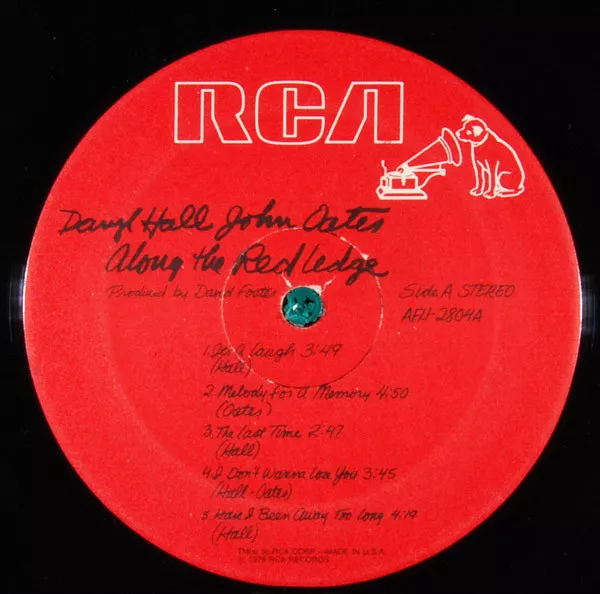 RCA
Daryl Hall John Oates
Along the Red Ledge
Produced by David Foster
Side A STEREO
AFL1-2804A
1. It's A Laugh 3:49
(Hall)
2. Melody For A Memory 4:50
(Oates)
3. The Last Time 2:47
(Hall)
4. I Don't Wanna Lose You 3:45
(Hall-Oates)
5. Have I Been Away Too Long 4:19
(Hall)
TMK(s) ® RCA CORP.—MADE IN U.S.A.
© 1978 RCA RECORDS